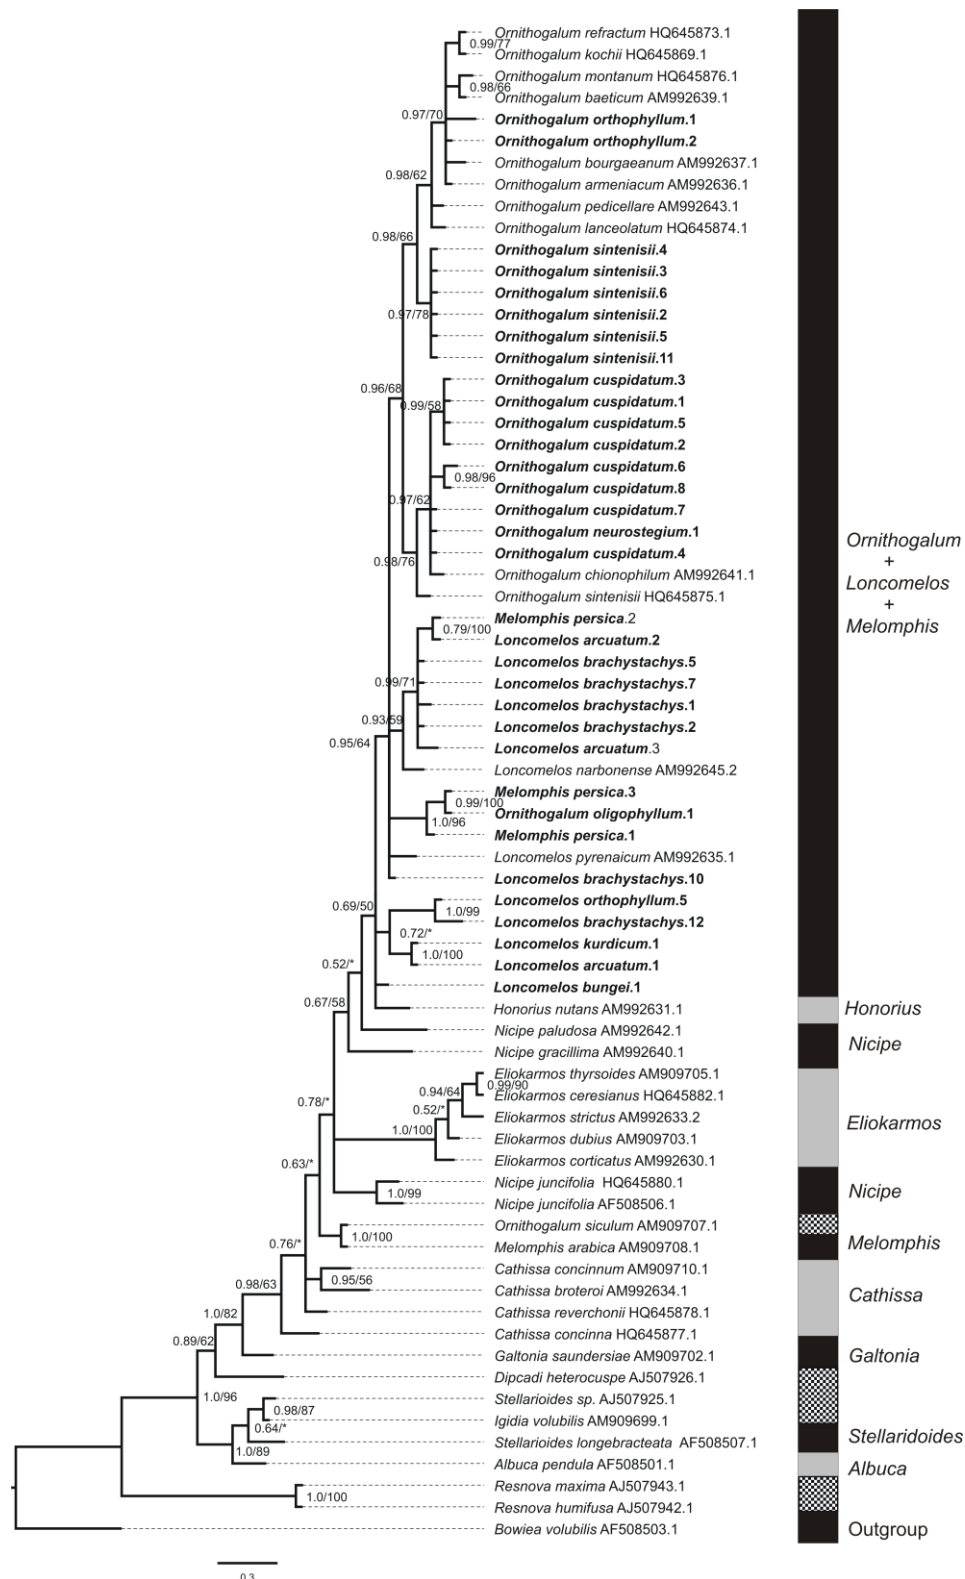 Ornithogalum refractum HQ645873.1
0.99/77
Ornithogalum kochii HQ645869.1
Ornithogalum montanum HQ645876.1
0.98/66
Ornithogalum baeticum AM992639.1
0.97/70
Ornithogalum orthophyllum.1
Ornithogalum orthophyllum.2
Ornithogalum bourgaeanum AM992637.1
0.98/62
Ornithogalum armeniacum AM992636.1
Ornithogalum pedicellare AM992643.1
Ornithogalum lanceolatum HQ645874.1
0.98/66
Ornithogalum sintenisii.4
Ornithogalum sintenisii.3
Ornithogalum sintenisii.6
0.97/78
Ornithogalum sintenisii.2
Ornithogalum sintenisii.5
Ornithogalum sintenisii.11
Ornithogalum cuspidatum.3
0.96/68
Ornithogalum cuspidatum.1
0.99/58
Ornithogalum cuspidatum.5
Ornithogalum cuspidatum.2
Ornithogalum cuspidatum.6
0.98/96
Ornithogalum cuspidatum.8
0.97/62
Ornithogalum cuspidatum.7
Ornithogalum neurostegium.1
Ornithogalum cuspidatum.4
0.98/76
Ornithogalum chionophilum AM992641.1
Ornithogalum sintenisii HQ645875.1
Ornithogalum
+
Loncomelos
+
Melomphis
Melomphis persica.2
0.79/100
Loncomelos arcuatum.2
Loncomelos brachystachys.5
0.99/71
Loncomelos brachystachys.7
Loncomelos brachystachys.1
0.93/59
Loncomelos brachystachys.2
0.95/64
Loncomelos arcuatum.3
Loncomelos narbonense AM992645.2
Melomphis persica.3
0.99/100
Ornithogalum oligophyllum.1
1.0/96
Melomphis persica.1
Loncomelos pyrenaicum AM992635.1
Loncomelos brachystachys.10
Loncomelos orthophyllum.5
0.69/50
1.0/99
Loncomelos brachystachys.12
0.72/*
Loncomelos kurdicum.1
1.0/100
Loncomelos arcuatum.1
0.52/*
Loncomelos bungei.1
0.67/58
Honorius nutans AM992631.1
Honorius
Nicipe paludosa AM992642.1
Nicipe
Nicipe gracillima AM992640.1
Eliokarmos thyrsoides AM909705.1
0.99/90
0.94/64
Eliokarmos ceresianus HQ645882.1
0.78/*
0.52/*
Eliokarmos strictus AM992633.2
Eliokarmos
1.0/100
Eliokarmos dubius AM909703.1
Eliokarmos corticatus AM992630.1
0.63/*
Nicipe juncifolia HQ645880.1
1.0/99
Nicipe
Nicipe juncifolia AF508506.1
Ornithogalum siculum AM909707.1
1.0/100
0.76/*
Melomphis arabica AM909708.1
Melomphis
Cathissa concinnum AM909710.1
0.95/56
0.98/63
Cathissa broteroi AM992634.1
Cathissa
1.0/82
Cathissa reverchonii HQ645878.1
Cathissa concinna HQ645877.1
0.89/62
Galtonia saundersiae AM909702.1
Galtonia
Dipcadi heterocuspe AJ507926.1
1.0/96
Stellarioides sp. AJ507925.1
0.98/87
Igidia volubilis AM909699.1
0.64/*
Stellarioides longebracteata AF508507.1
Stellaridoides
1.0/89
Albuca pendula AF508501.1
Albuca
Resnova maxima AJ507943.1
1.0/100
Resnova humifusa AJ507942.1
Bowiea volubilis AF508503.1
Outgroup
0.3